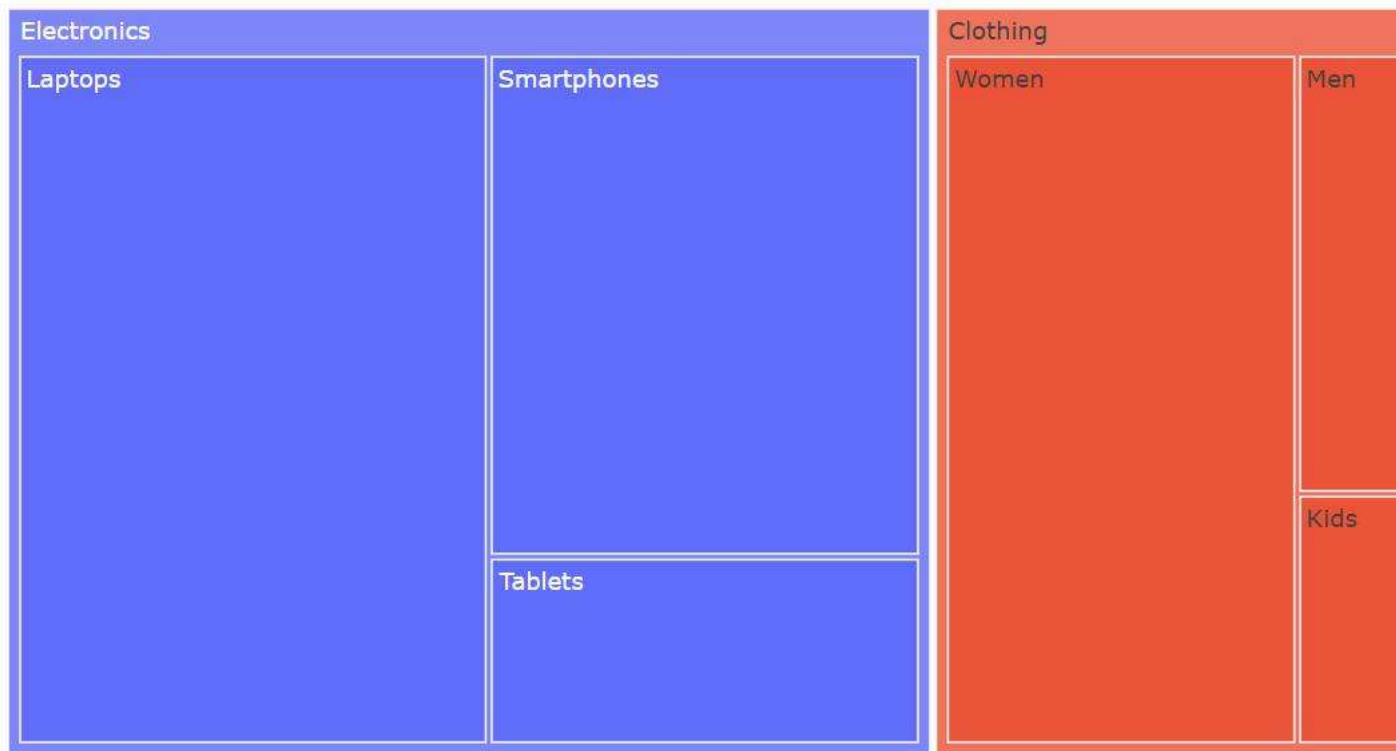 Electronics
Laptops
Smartphones
Tablets
Clothing
Women
Men
Kids